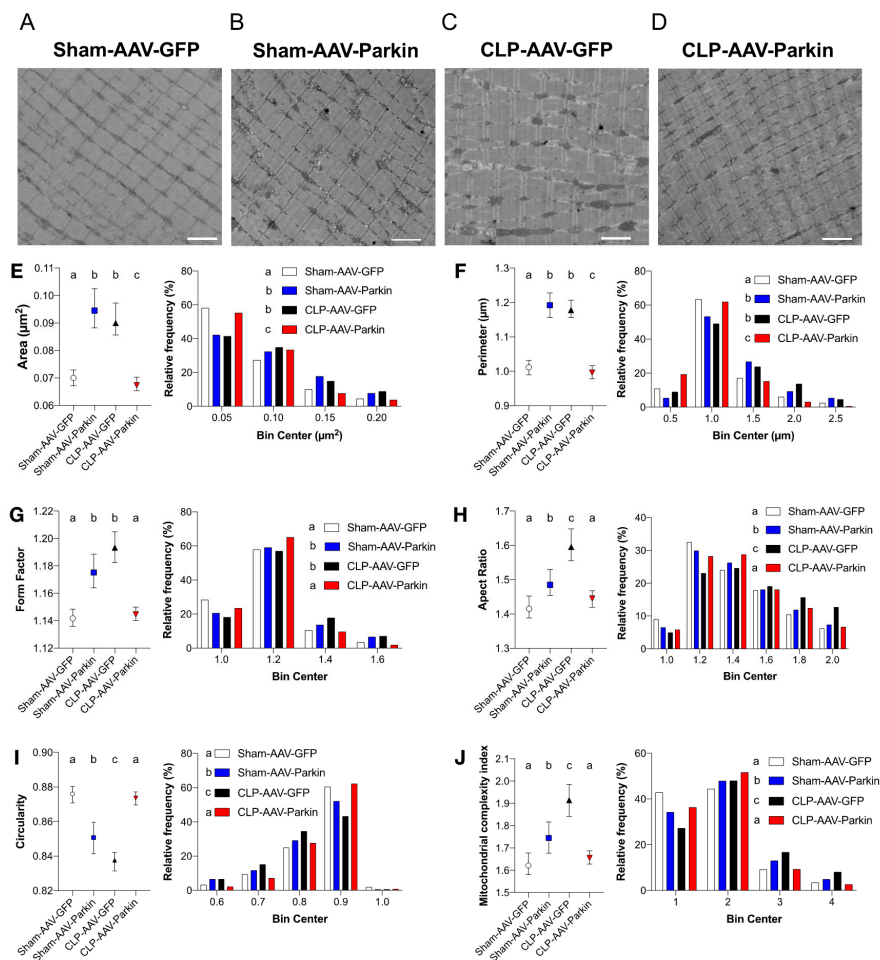 A B C D
Sham-AAV-GFP Sham-AAV-Parkin CLP-AAV-GFP CLP-AAV-Parkin
E
a b b c
Area (µm²)
0.11
0.10
0.09
0.08
0.07
0.06
Sham-AAV-GFP
Sham-AAV-Parkin
CLP-AAV-GFP
CLP-AAV-Parkin
Relative frequency (%)
80
60
40
20
0
a Sham-AAV-GFP
b Sham-AAV-Parkin
b CLP-AAV-GFP
c CLP-AAV-Parkin
0.05 0.10 0.15 0.20
Bin Center (µm²)
F
a b b c
Perimeter (µm)
1.3
1.2
1.1
1.0
0.9
Sham-AAV-GFP
Sham-AAV-Parkin
CLP-AAV-GFP
CLP-AAV-Parkin
Relative frequency (%)
80
60
40
20
0
a Sham-AAV-GFP
b Sham-AAV-Parkin
b CLP-AAV-GFP
c CLP-AAV-Parkin
0.5 1.0 1.5 2.0 2.5
Bin Center (µm)
G
a b b a
Form Factor
1.22
1.20
1.18
1.16
1.14
1.12
Sham-AAV-GFP
Sham-AAV-Parkin
CLP-AAV-GFP
CLP-AAV-Parkin
Relative frequency (%)
80
60
40
20
0
a Sham-AAV-GFP
b Sham-AAV-Parkin
b CLP-AAV-GFP
a CLP-AAV-Parkin
1.0 1.2 1.4 1.6
Bin Center
H
a b c a
Apect Ratio
1.7
1.6
1.5
1.4
1.3
Sham-AAV-GFP
Sham-AAV-Parkin
CLP-AAV-GFP
CLP-AAV-Parkin
Relative frequency (%)
50
40
30
20
10
0
a Sham-AAV-GFP
b Sham-AAV-Parkin
c CLP-AAV-GFP
a CLP-AAV-Parkin
1.0 1.2 1.4 1.6 1.8 2.0
Bin Center
I
a b c a
Circularity
0.90
0.88
0.86
0.84
0.82
Sham-AAV-GFP
Sham-AAV-Parkin
CLP-AAV-GFP
CLP-AAV-Parkin
Relative frequency (%)
80
60
40
20
0
a Sham-AAV-GFP
b Sham-AAV-Parkin
c CLP-AAV-GFP
a CLP-AAV-Parkin
0.6 0.7 0.8 0.9 1.0
Bin Center
J
a b c a
Mitochondrial complexity index
2.1
2.0
1.9
1.8
1.7
1.6
1.5
Sham-AAV-GFP
Sham-AAV-Parkin
CLP-AAV-GFP
CLP-AAV-Parkin
Relative frequency (%)
60
40
20
0
a Sham-AAV-GFP
b Sham-AAV-Parkin
c CLP-AAV-GFP
a CLP-AAV-Parkin
1 2 3 4
Bin Center